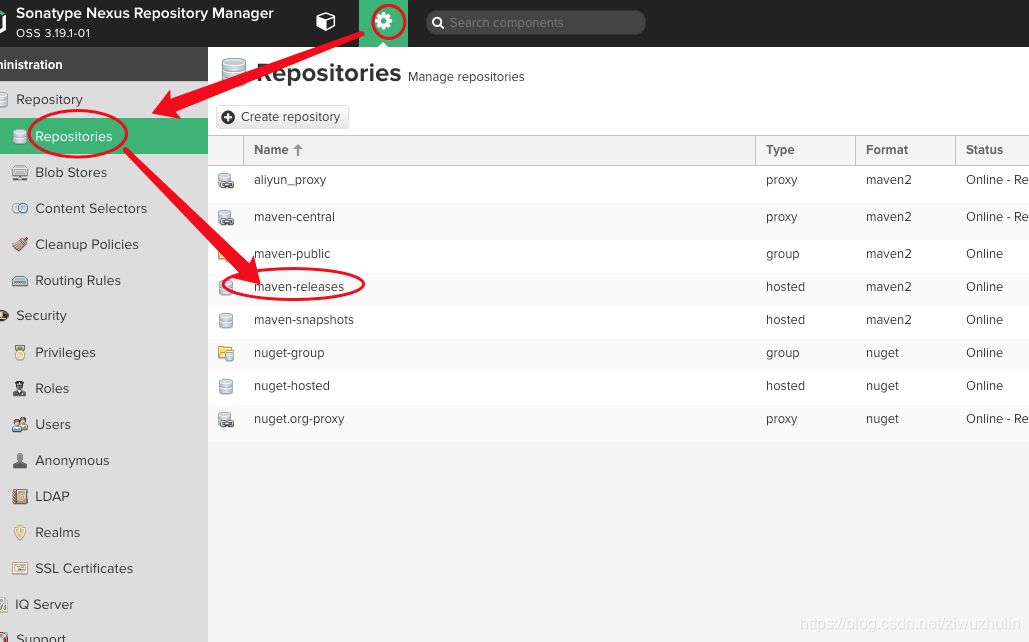 Sonatype Nexus Repository Manager
OSS 3.19.1-01
Search components
ministration
Repository
Repositories
Blob Stores
Content Selectors
Cleanup Policies
Routing Rules
Security
Privileges
Roles
Users
Anonymous
LDAP
Realms
SSL Certificates
IQ Server
Support
Repositories Manage repositories
Create repository
Name Type Format Status
aliyun_proxy proxy maven2 Online - Re
maven-central proxy maven2 Online - Re
maven-public group maven2 Online
maven-releases hosted maven2 Online
maven-snapshots hosted maven2 Online
nuget-group group nuget Online
nuget-hosted hosted nuget Online
nuget.org-proxy proxy nuget Online - Re
https://blog.csdn.net/ziwuzhulin